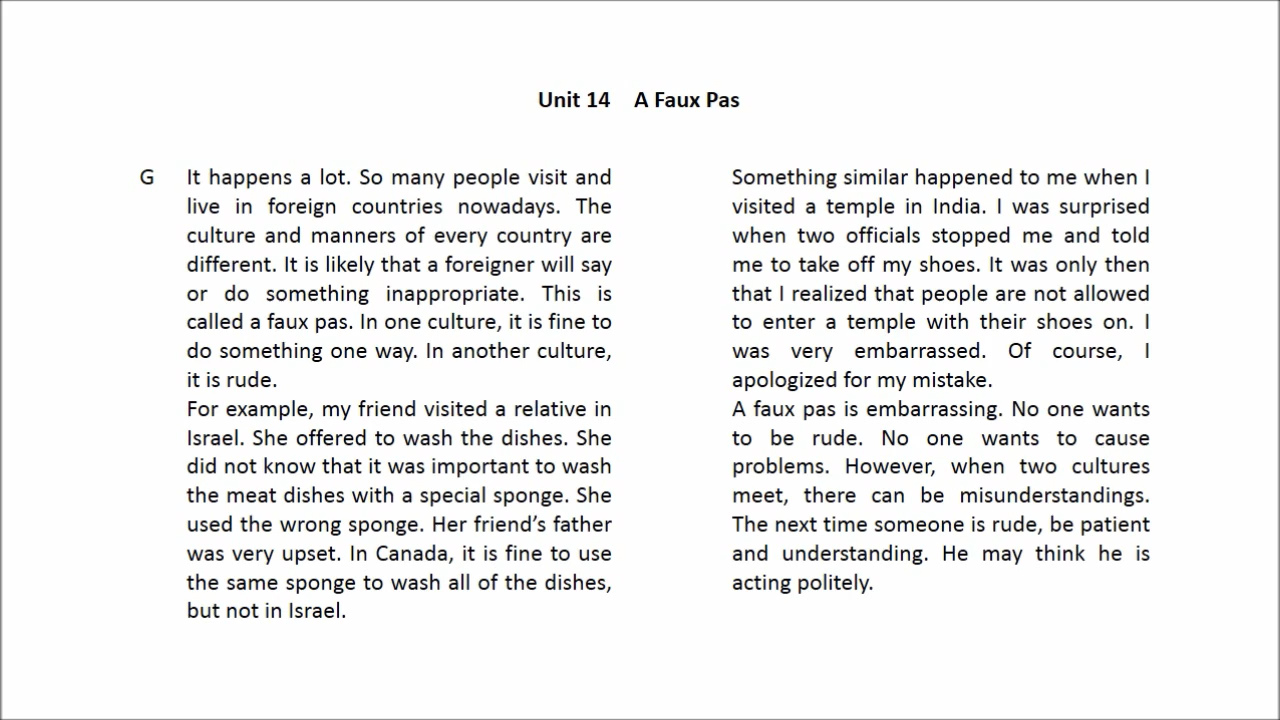 Unit 14 A Faux Pas
G It happens a lot. So many people visit and
live in foreign countries nowadays. The
culture and manners of every country are
different. It is likely that a foreigner will say
or do something inappropriate. This is
called a faux pas. In one culture, it is fine to
do something one way. In another culture,
it is rude.
For example, my friend visited a relative in
Israel. She offered to wash the dishes. She
did not know that it was important to wash
the meat dishes with a special sponge. She
used the wrong sponge. Her friend’s father
was very upset. In Canada, it is fine to use
the same sponge to wash all of the dishes,
but not in Israel.
Something similar happened to me when I
visited a temple in India. I was surprised
when two officials stopped me and told
me to take off my shoes. It was only then
that I realized that people are not allowed
to enter a temple with their shoes on. I
was very embarrassed. Of course, I
apologized for my mistake.
A faux pas is embarrassing. No one wants
to be rude. No one wants to cause
problems. However, when two cultures
meet, there can be misunderstandings.
The next time someone is rude, be patient
and understanding. He may think he is
acting politely.